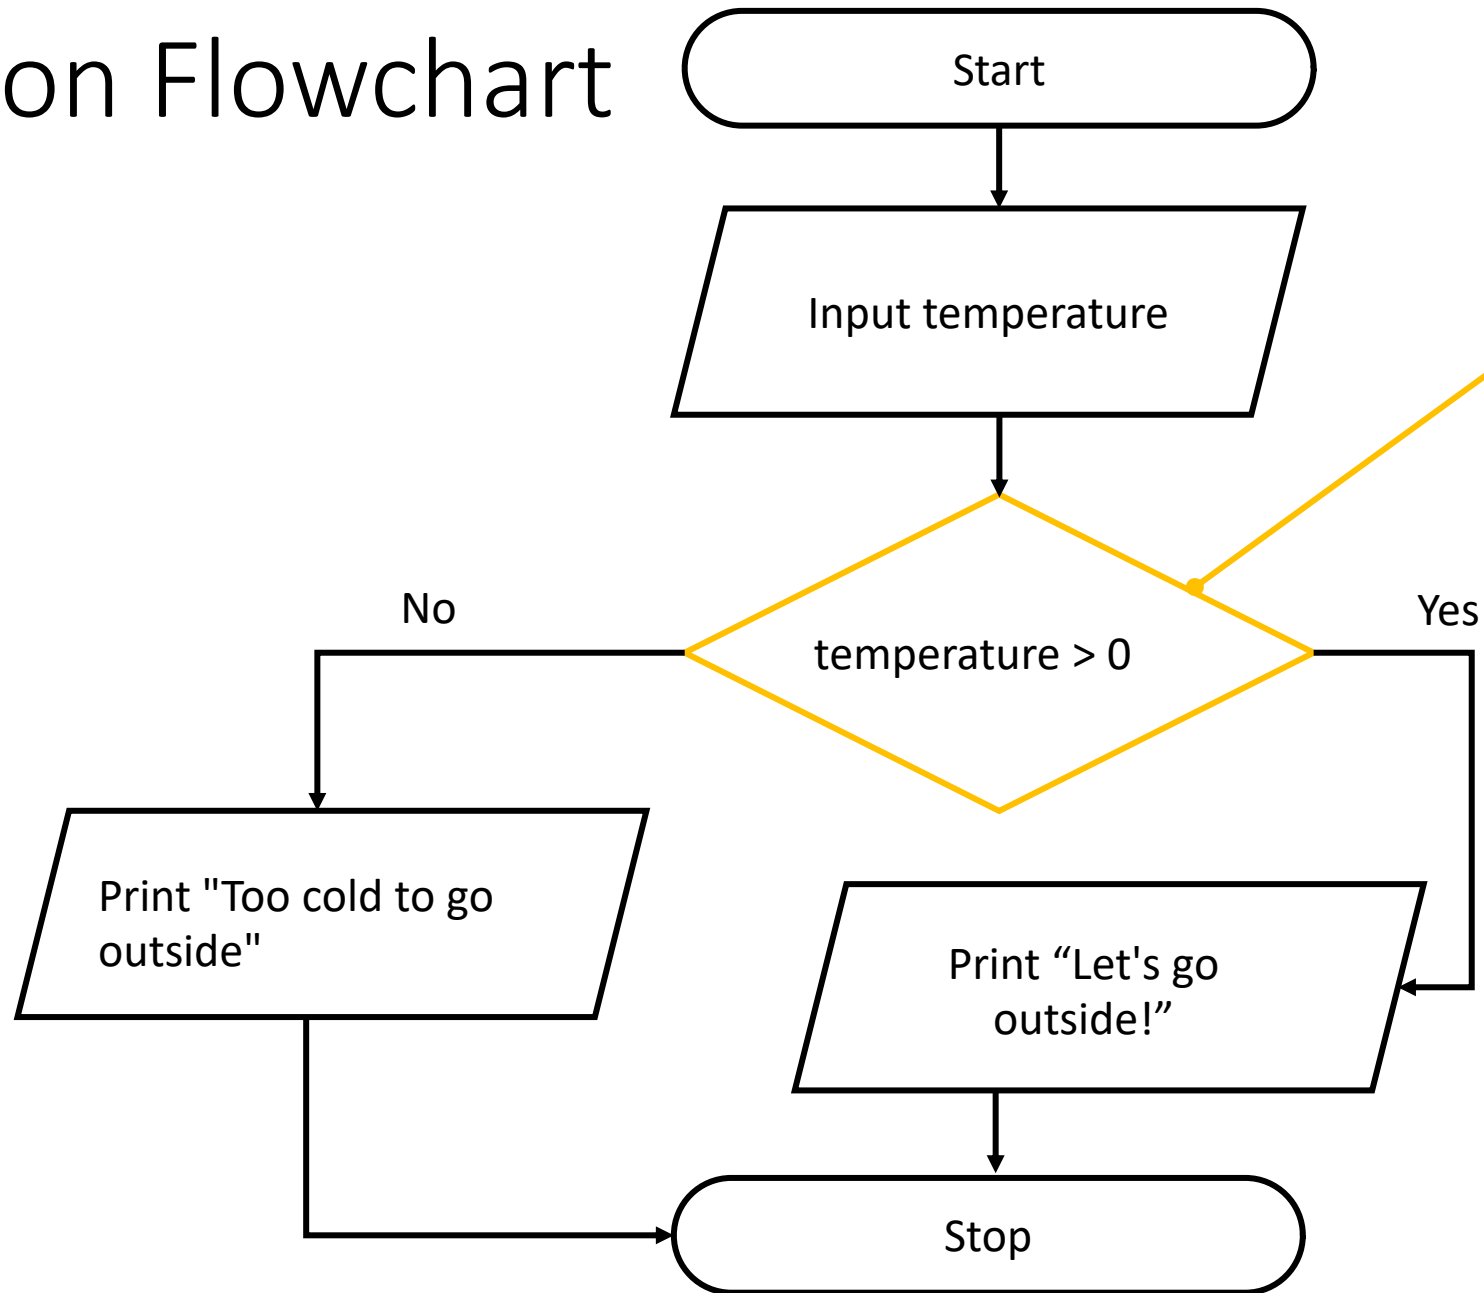 on Flowchart
Start
Input temperature
No
Yes
temperature > 0
Print "Too cold to go
outside"
Print “Let's go
outside!”
Stop